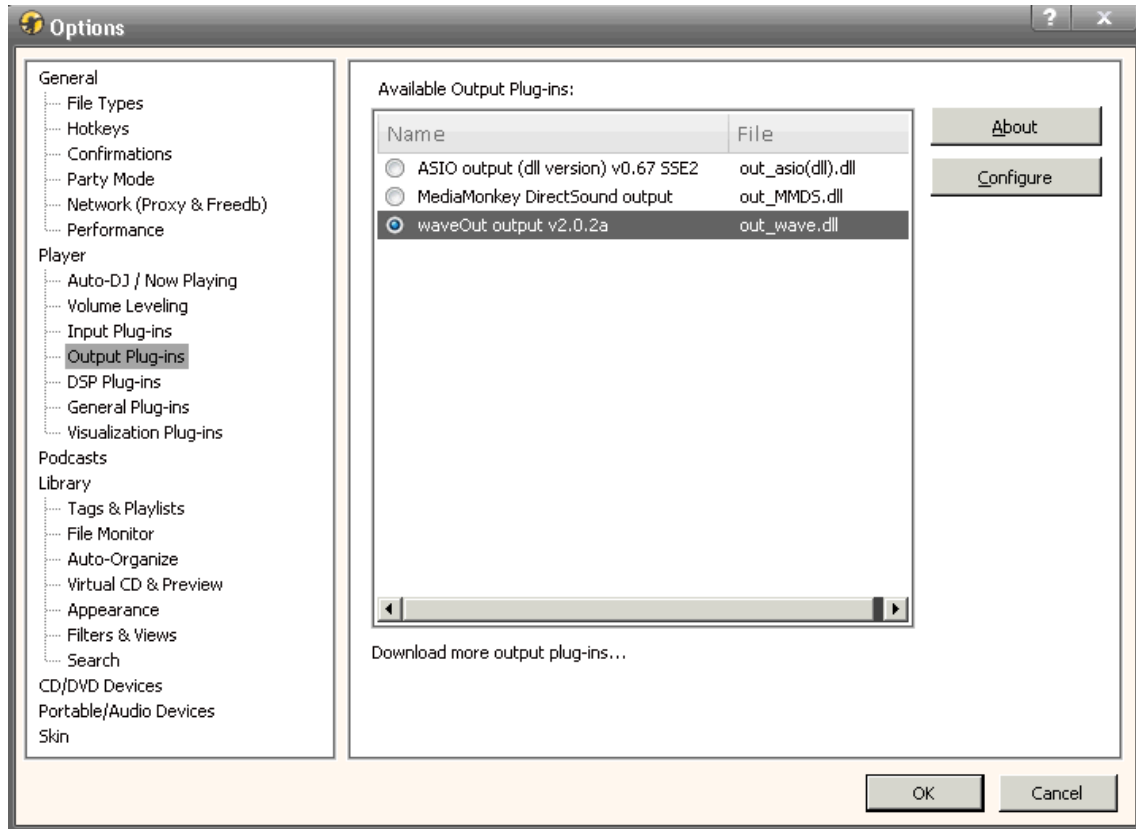 Options
?
x
General
File Types
Hotkeys
Confirmations
Party Mode
Network (Proxy & Freedb)
Performance
Player
Auto-DJ / Now Playing
Volume Leveling
Input Plug-ins
Output Plug-ins
DSP Plug-ins
General Plug-ins
Visualization Plug-ins
Podcasts
Library
Tags & Playlists
File Monitor
Auto-Organize
Virtual CD & Preview
Appearance
Filters & Views
Search
CD/DVD Devices
Portable/Audio Devices
Skin
Available Output Plug-ins:
Name File
ASIO output (dll version) v0.67 SSE2 out_asio(dll).dll
MediaMonkey DirectSound output out_MMDS.dll
waveOut output v2.0.2a out_wave.dll
Download more output plug-ins...
About
Configure
OK
Cancel